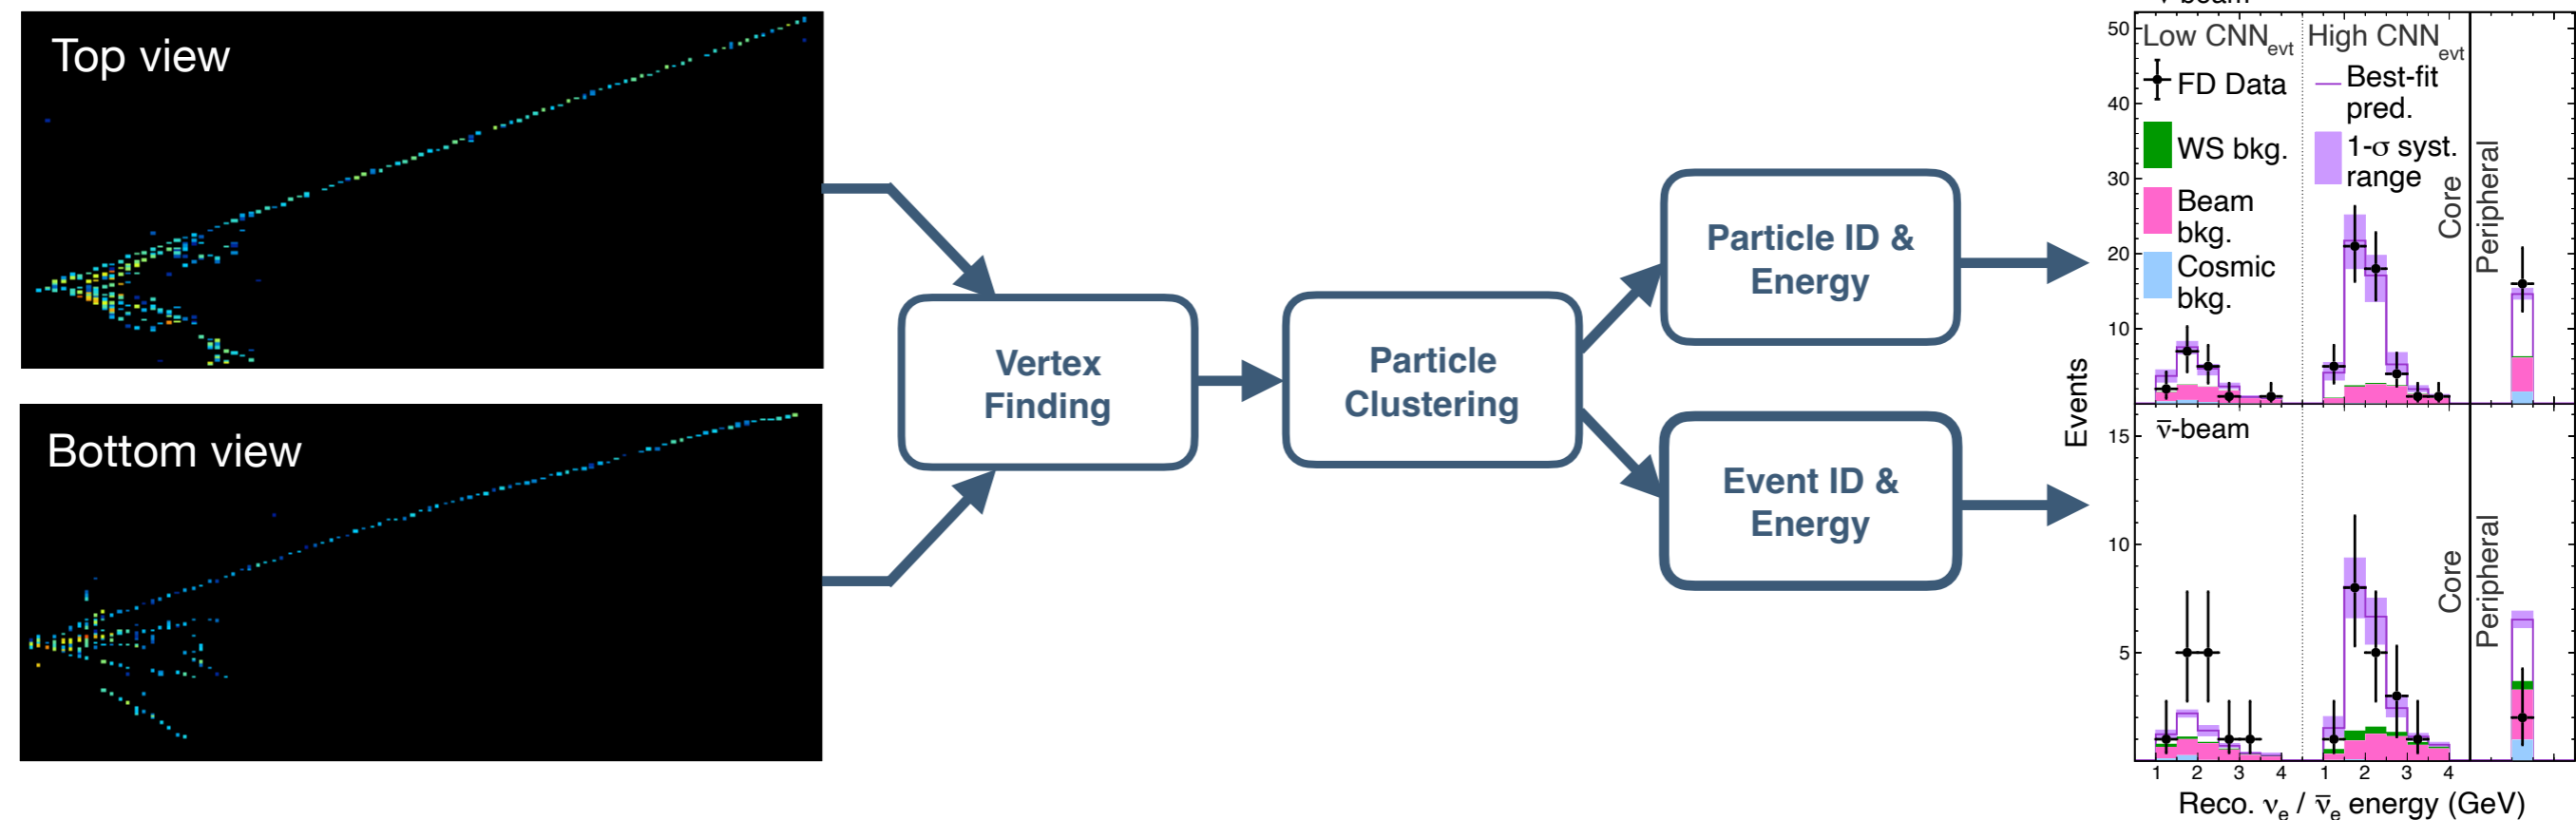 Top view
Bottom view
Vertex
Finding
Particle
Clustering
Particle ID &
Energy
Event ID &
Energy
Events
50
40
30
20
10
Low CNNevt
High CNNevt
FD Data
Best-fit
pred.
WS bkg.
1-σ syst.
range
Beam
bkg.
Cosmic
bkg.
Core
Peripheral
15
10
5
ν̅-beam
Core
Peripheral
1 2 3 4 1 2 3 4
Reco. νe / ν̅e energy (GeV)